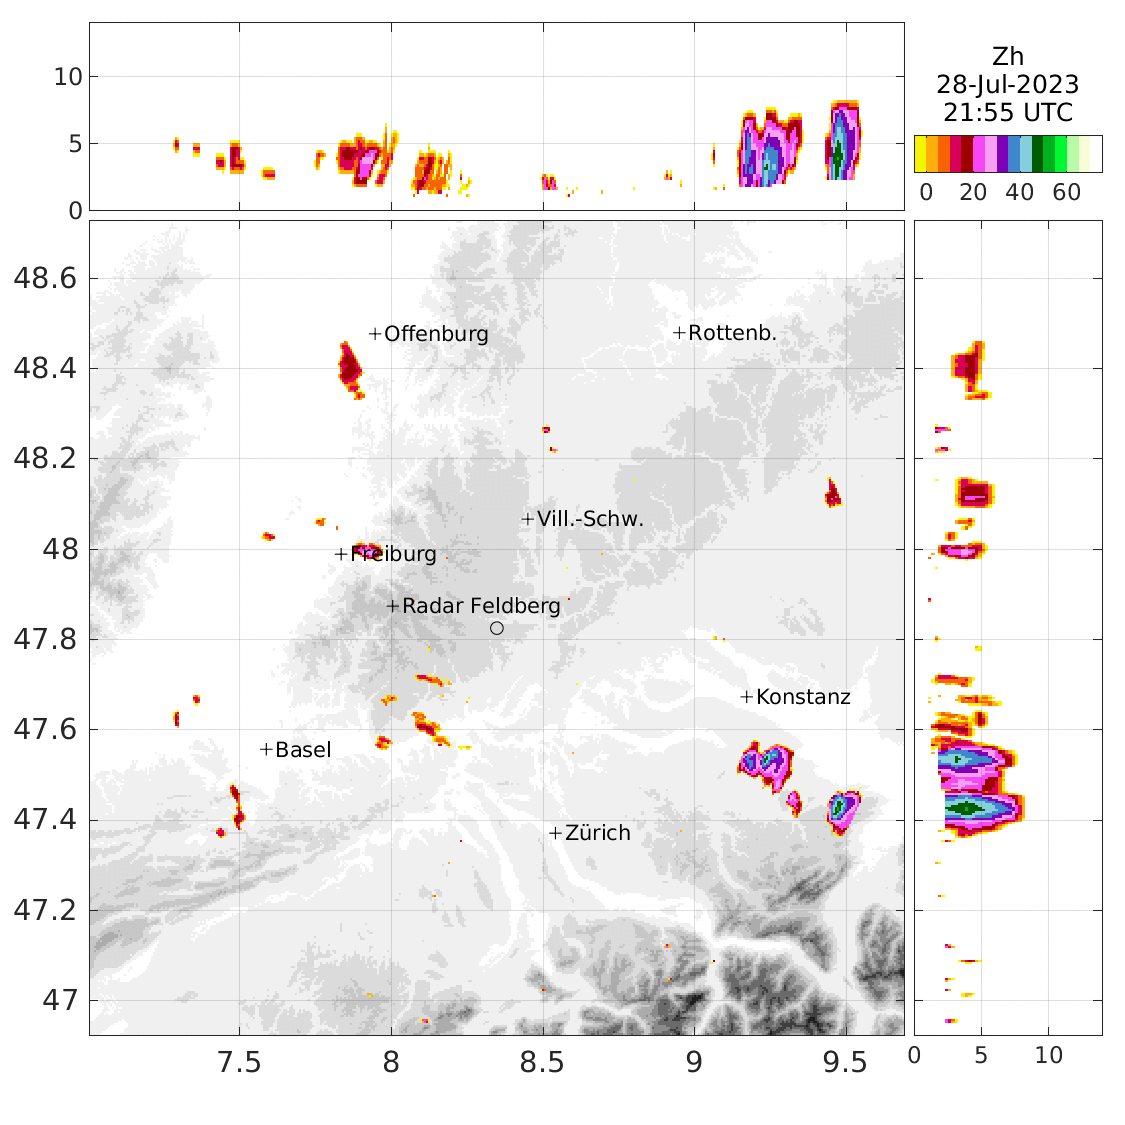 10
5
0
Zh
28-Jul-2023
21:55 UTC
0 20 40 60
48.6
48.4
48.2
48
47.8
47.6
47.4
47.2
47
+Offenburg
+Rottenb.
+Vill.-Schw.
+Freiburg
+Radar Feldberg
+Konstanz
+Basel
+Zürich
7.5 8 8.5 9 9.5
0 5 10